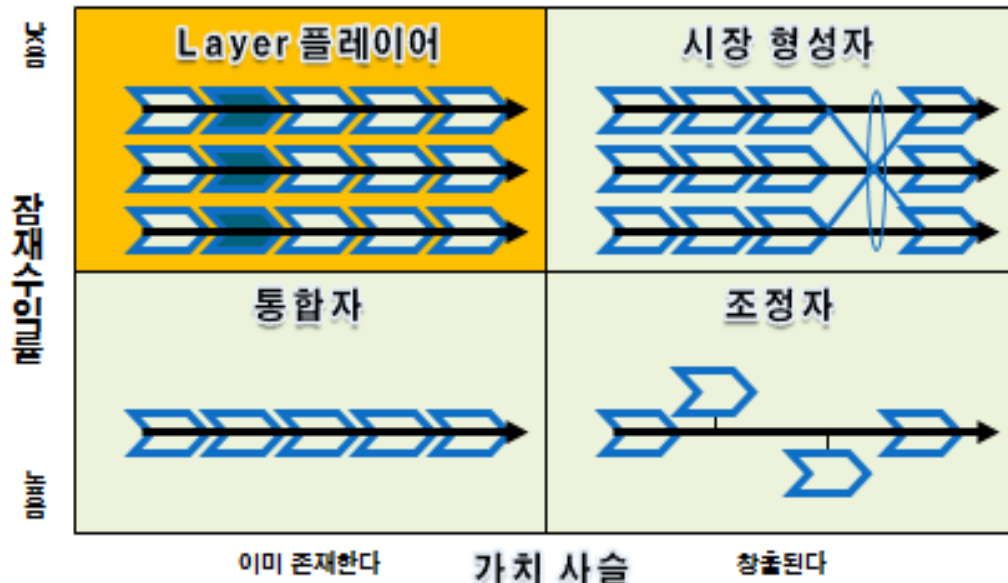 낮음
Layer 플레이어
시장 형성자
잠재수익률
통합자
조정자
높음
이미 존재한다
가치 사슬
창출된다